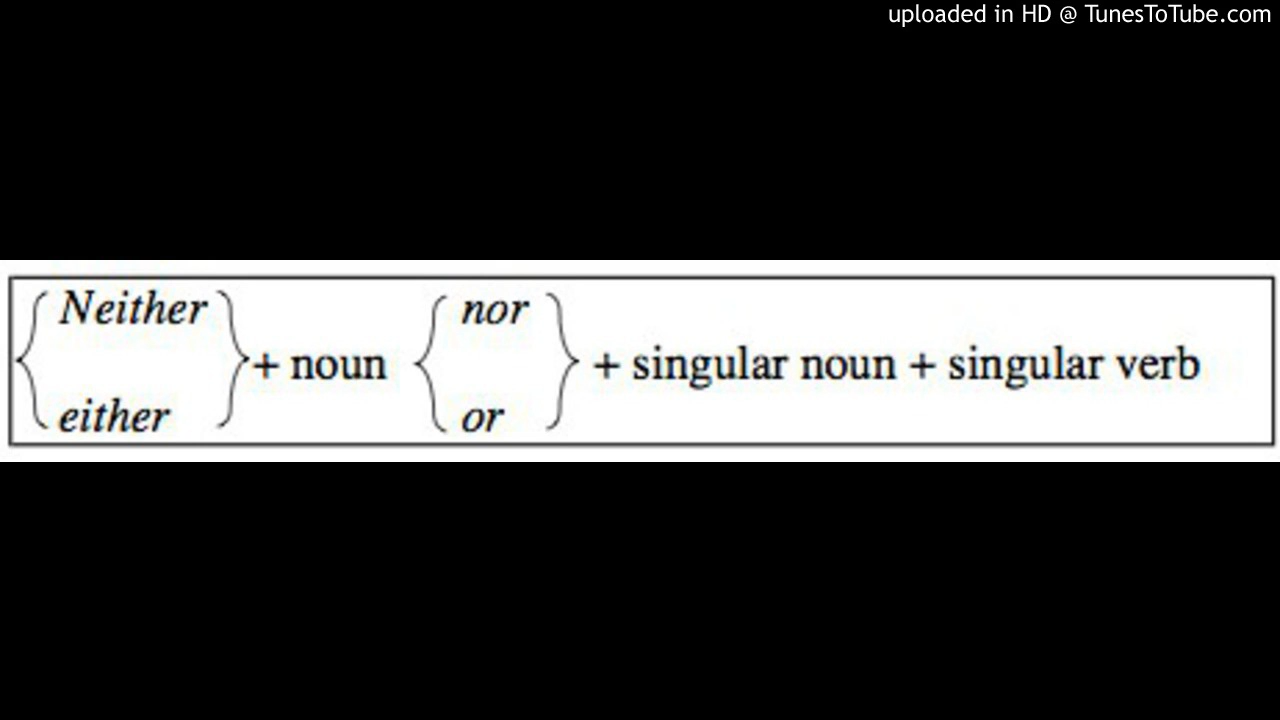 uploaded in HD @ TunesToTube.com
Neither nor
+ noun + singular noun + singular verb
either or